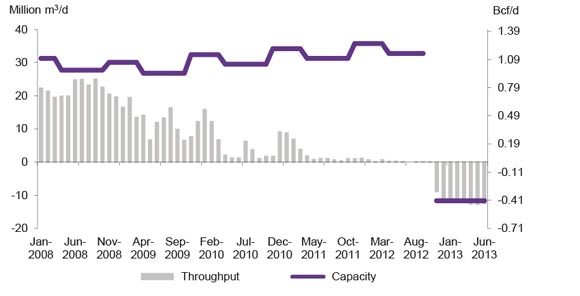 Million m³/d
Bcf/d
40
30
20
10
0
-10
-20
1.39
1.09
0.79
0.49
0.19
-0.11
-0.41
-0.71
Jan-2008
Jun-2008
Nov-2008
Apr-2009
Sep-2009
Feb-2010
Jul-2010
Dec-2010
May-2011
Oct-2011
Mar-2012
Aug-2012
Jan-2013
Jun-2013
Throughput
Capacity